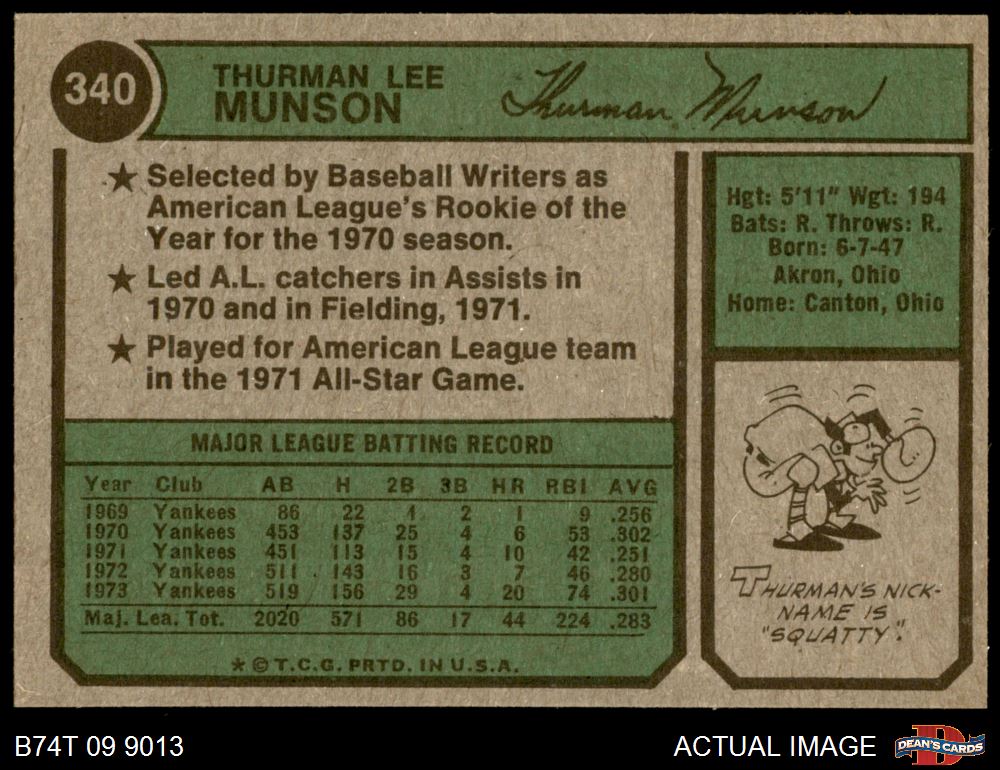 340
THURMAN LEE
MUNSON
Thurman Munson
★ Selected by Baseball Writers as
American League's Rookie of the
Year for the 1970 season.
★ Led A.L. catchers in Assists in
1970 and in Fielding, 1971.
★ Played for American League team
in the 1971 All-Star Game.
Hgt: 5'11" Wgt: 194
Bats: R. Throws: R.
Born: 6-7-47
Akron, Ohio
Home: Canton, Ohio
MAJOR LEAGUE BATTING RECORD
Year Club AB H 2B 3B HR RBI AVG
1969 Yankees 86 22 1 2 1 9 .256
1970 Yankees 453 137 25 4 6 53 .302
1971 Yankees 451 113 15 4 10 42 .251
1972 Yankees 511 143 16 3 7 46 .280
1973 Yankees 519 156 29 4 20 74 .301
Maj. Lea. Tot. 2020 571 86 17 44 224 .283
★ © T.C.G. PRTD. IN U.S.A.
THURMAN'S NICK-
NAME IS
"SQUATTY".
B74T 09 9013
ACTUAL IMAGE
D
DEAN'S CARDS